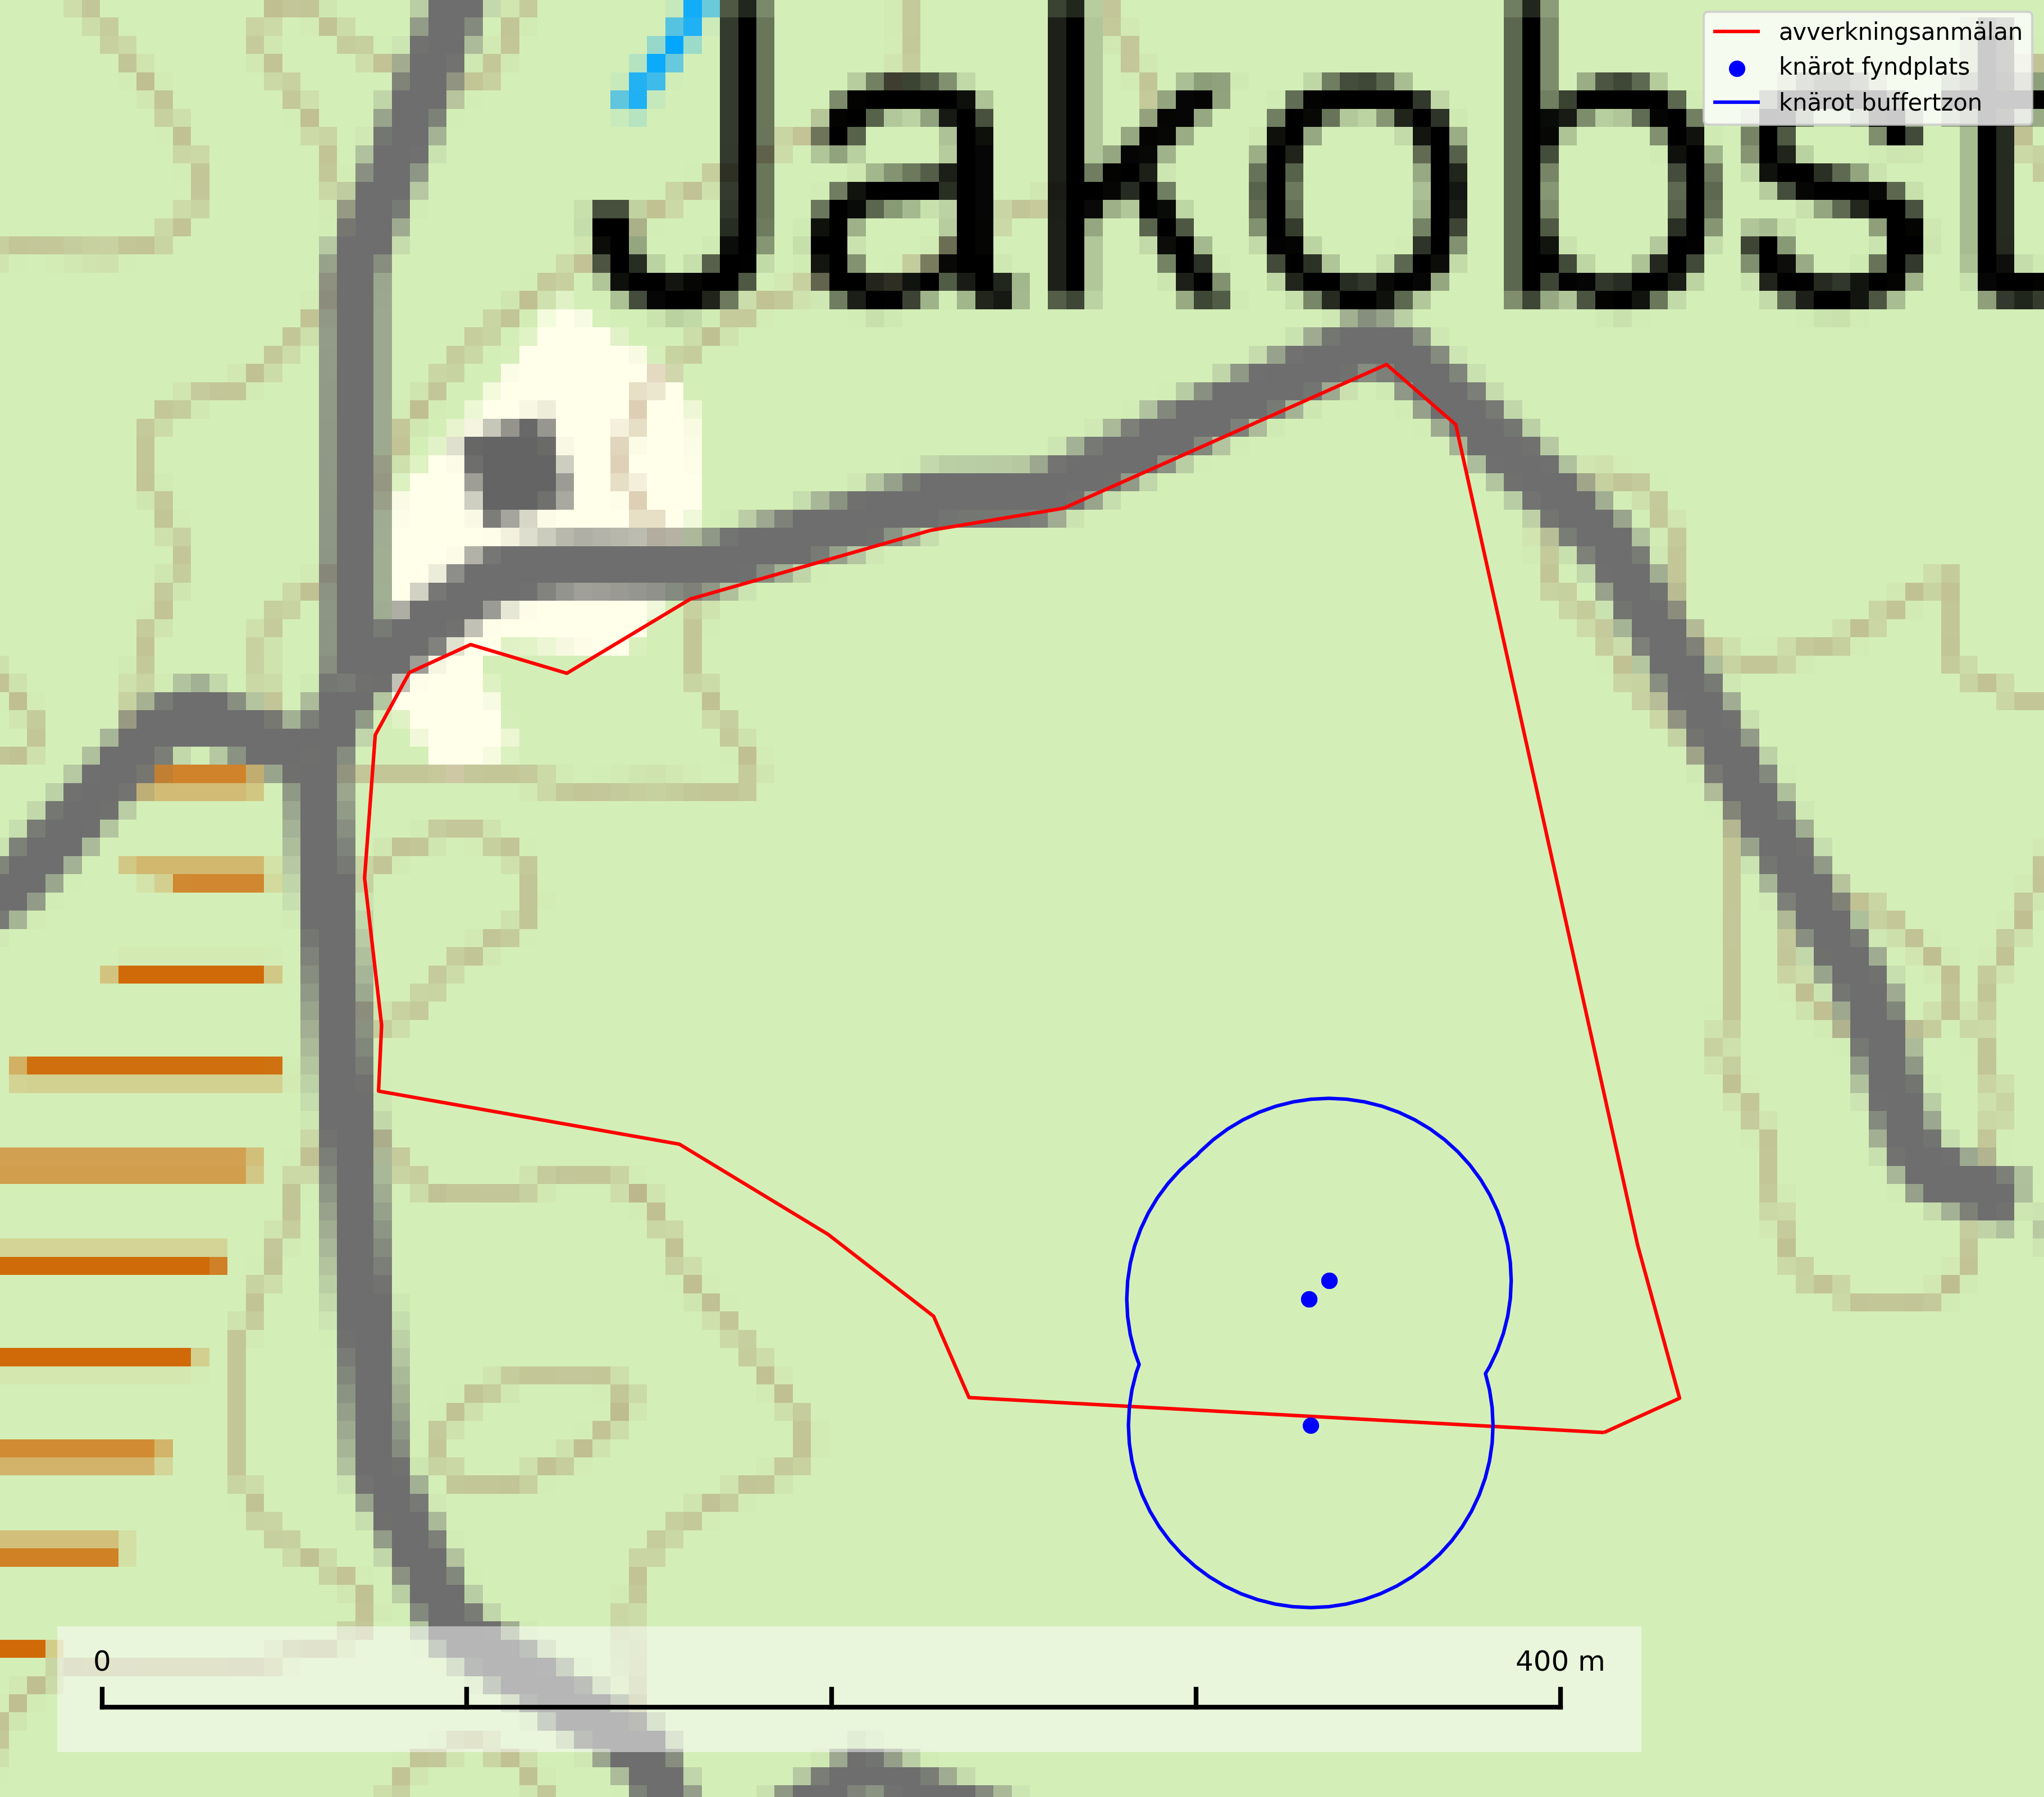 Jakobst
avverkningsanmälan
knärot fyndplats
knärot buffertzon
0 400 m